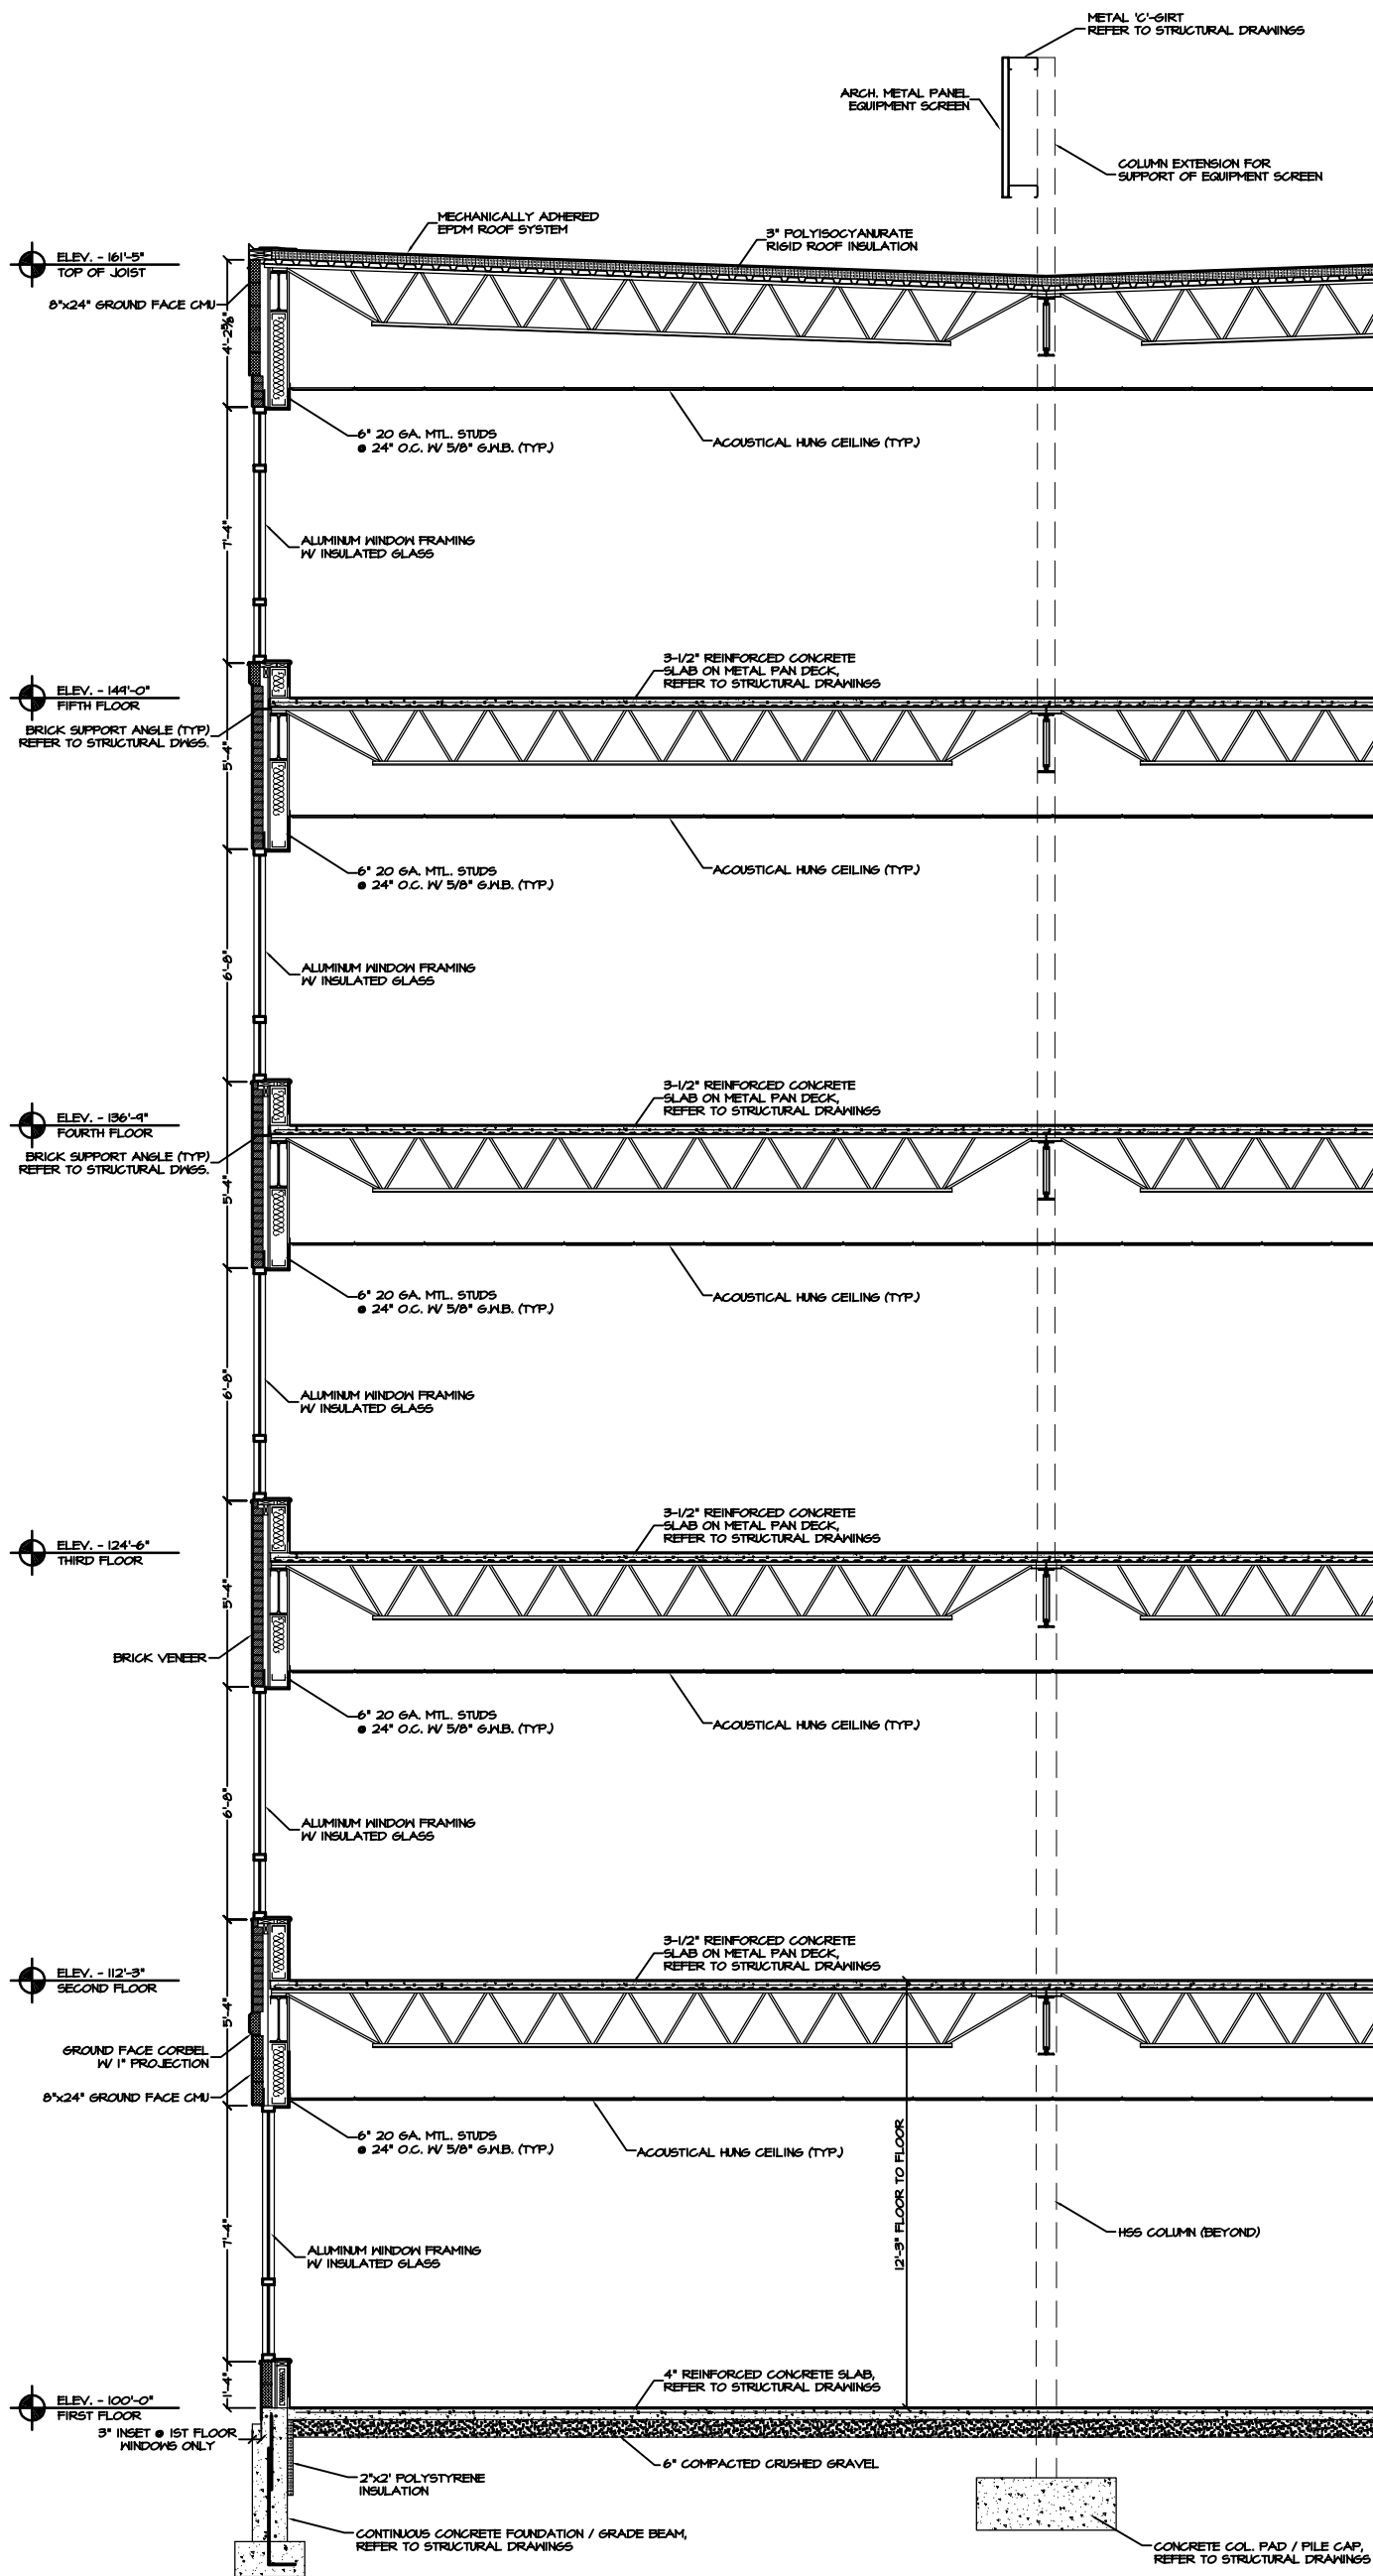 METAL 'C'-GIRT
REFER TO STRUCTURAL DRAWINGS
ARCH. METAL PANEL
EQUIPMENT SCREEN
COLUMN EXTENSION FOR
SUPPORT OF EQUIPMENT SCREEN
MECHANICALLY ADHERED
EPDM ROOF SYSTEM
3" POLYISOCYANURATE
RIGID ROOF INSULATION
ELEV. - 161'-5"
TOP OF JOIST
8"x24" GROUND FACE CMU
4'-2⅝"
6" 20 GA. MTL. STUDS
@ 24" O.C. W/ 5/8" G.W.B. (TYP.)
ACOUSTICAL HUNG CEILING (TYP.)
7'-4"
ALUMINUM WINDOW FRAMING
W/ INSULATED GLASS
3-1/2" REINFORCED CONCRETE
SLAB ON METAL PAN DECK,
REFER TO STRUCTURAL DRAWINGS
ELEV. - 149'-0"
FIFTH FLOOR
BRICK SUPPORT ANGLE (TYP)
REFER TO STRUCTURAL DWGS.
5'-4"
6" 20 GA. MTL. STUDS
@ 24" O.C. W/ 5/8" G.W.B. (TYP.)
ACOUSTICAL HUNG CEILING (TYP.)
6'-8"
ALUMINUM WINDOW FRAMING
W/ INSULATED GLASS
3-1/2" REINFORCED CONCRETE
SLAB ON METAL PAN DECK,
REFER TO STRUCTURAL DRAWINGS
ELEV. - 136'-9"
FOURTH FLOOR
BRICK SUPPORT ANGLE (TYP)
REFER TO STRUCTURAL DWGS.
5'-4"
6" 20 GA. MTL. STUDS
@ 24" O.C. W/ 5/8" G.W.B. (TYP.)
ACOUSTICAL HUNG CEILING (TYP.)
6'-8"
ALUMINUM WINDOW FRAMING
W/ INSULATED GLASS
3-1/2" REINFORCED CONCRETE
SLAB ON METAL PAN DECK,
REFER TO STRUCTURAL DRAWINGS
ELEV. - 124'-6"
THIRD FLOOR
5'-4"
BRICK VENEER
6" 20 GA. MTL. STUDS
@ 24" O.C. W/ 5/8" G.W.B. (TYP.)
ACOUSTICAL HUNG CEILING (TYP.)
6'-8"
ALUMINUM WINDOW FRAMING
W/ INSULATED GLASS
3-1/2" REINFORCED CONCRETE
SLAB ON METAL PAN DECK,
REFER TO STRUCTURAL DRAWINGS
ELEV. - 112'-3"
SECOND FLOOR
5'-4"
GROUND FACE CORBEL
W/ 1" PROJECTION
8"x24" GROUND FACE CMU
6" 20 GA. MTL. STUDS
@ 24" O.C. W/ 5/8" G.W.B. (TYP.)
ACOUSTICAL HUNG CEILING (TYP.)
12'-3" FLOOR TO FLOOR
HSS COLUMN (BEYOND)
7'-4"
ALUMINUM WINDOW FRAMING
W/ INSULATED GLASS
4" REINFORCED CONCRETE SLAB,
REFER TO STRUCTURAL DRAWINGS
1'-4"
ELEV. - 100'-0"
FIRST FLOOR
3" INSET @ 1ST FLOOR
WINDOWS ONLY
6" COMPACTED CRUSHED GRAVEL
2"x2' POLYSTYRENE
INSULATION
CONTINUOUS CONCRETE FOUNDATION / GRADE BEAM,
REFER TO STRUCTURAL DRAWINGS
CONCRETE COL. PAD / PILE CAP,
REFER TO STRUCTURAL DRAWINGS